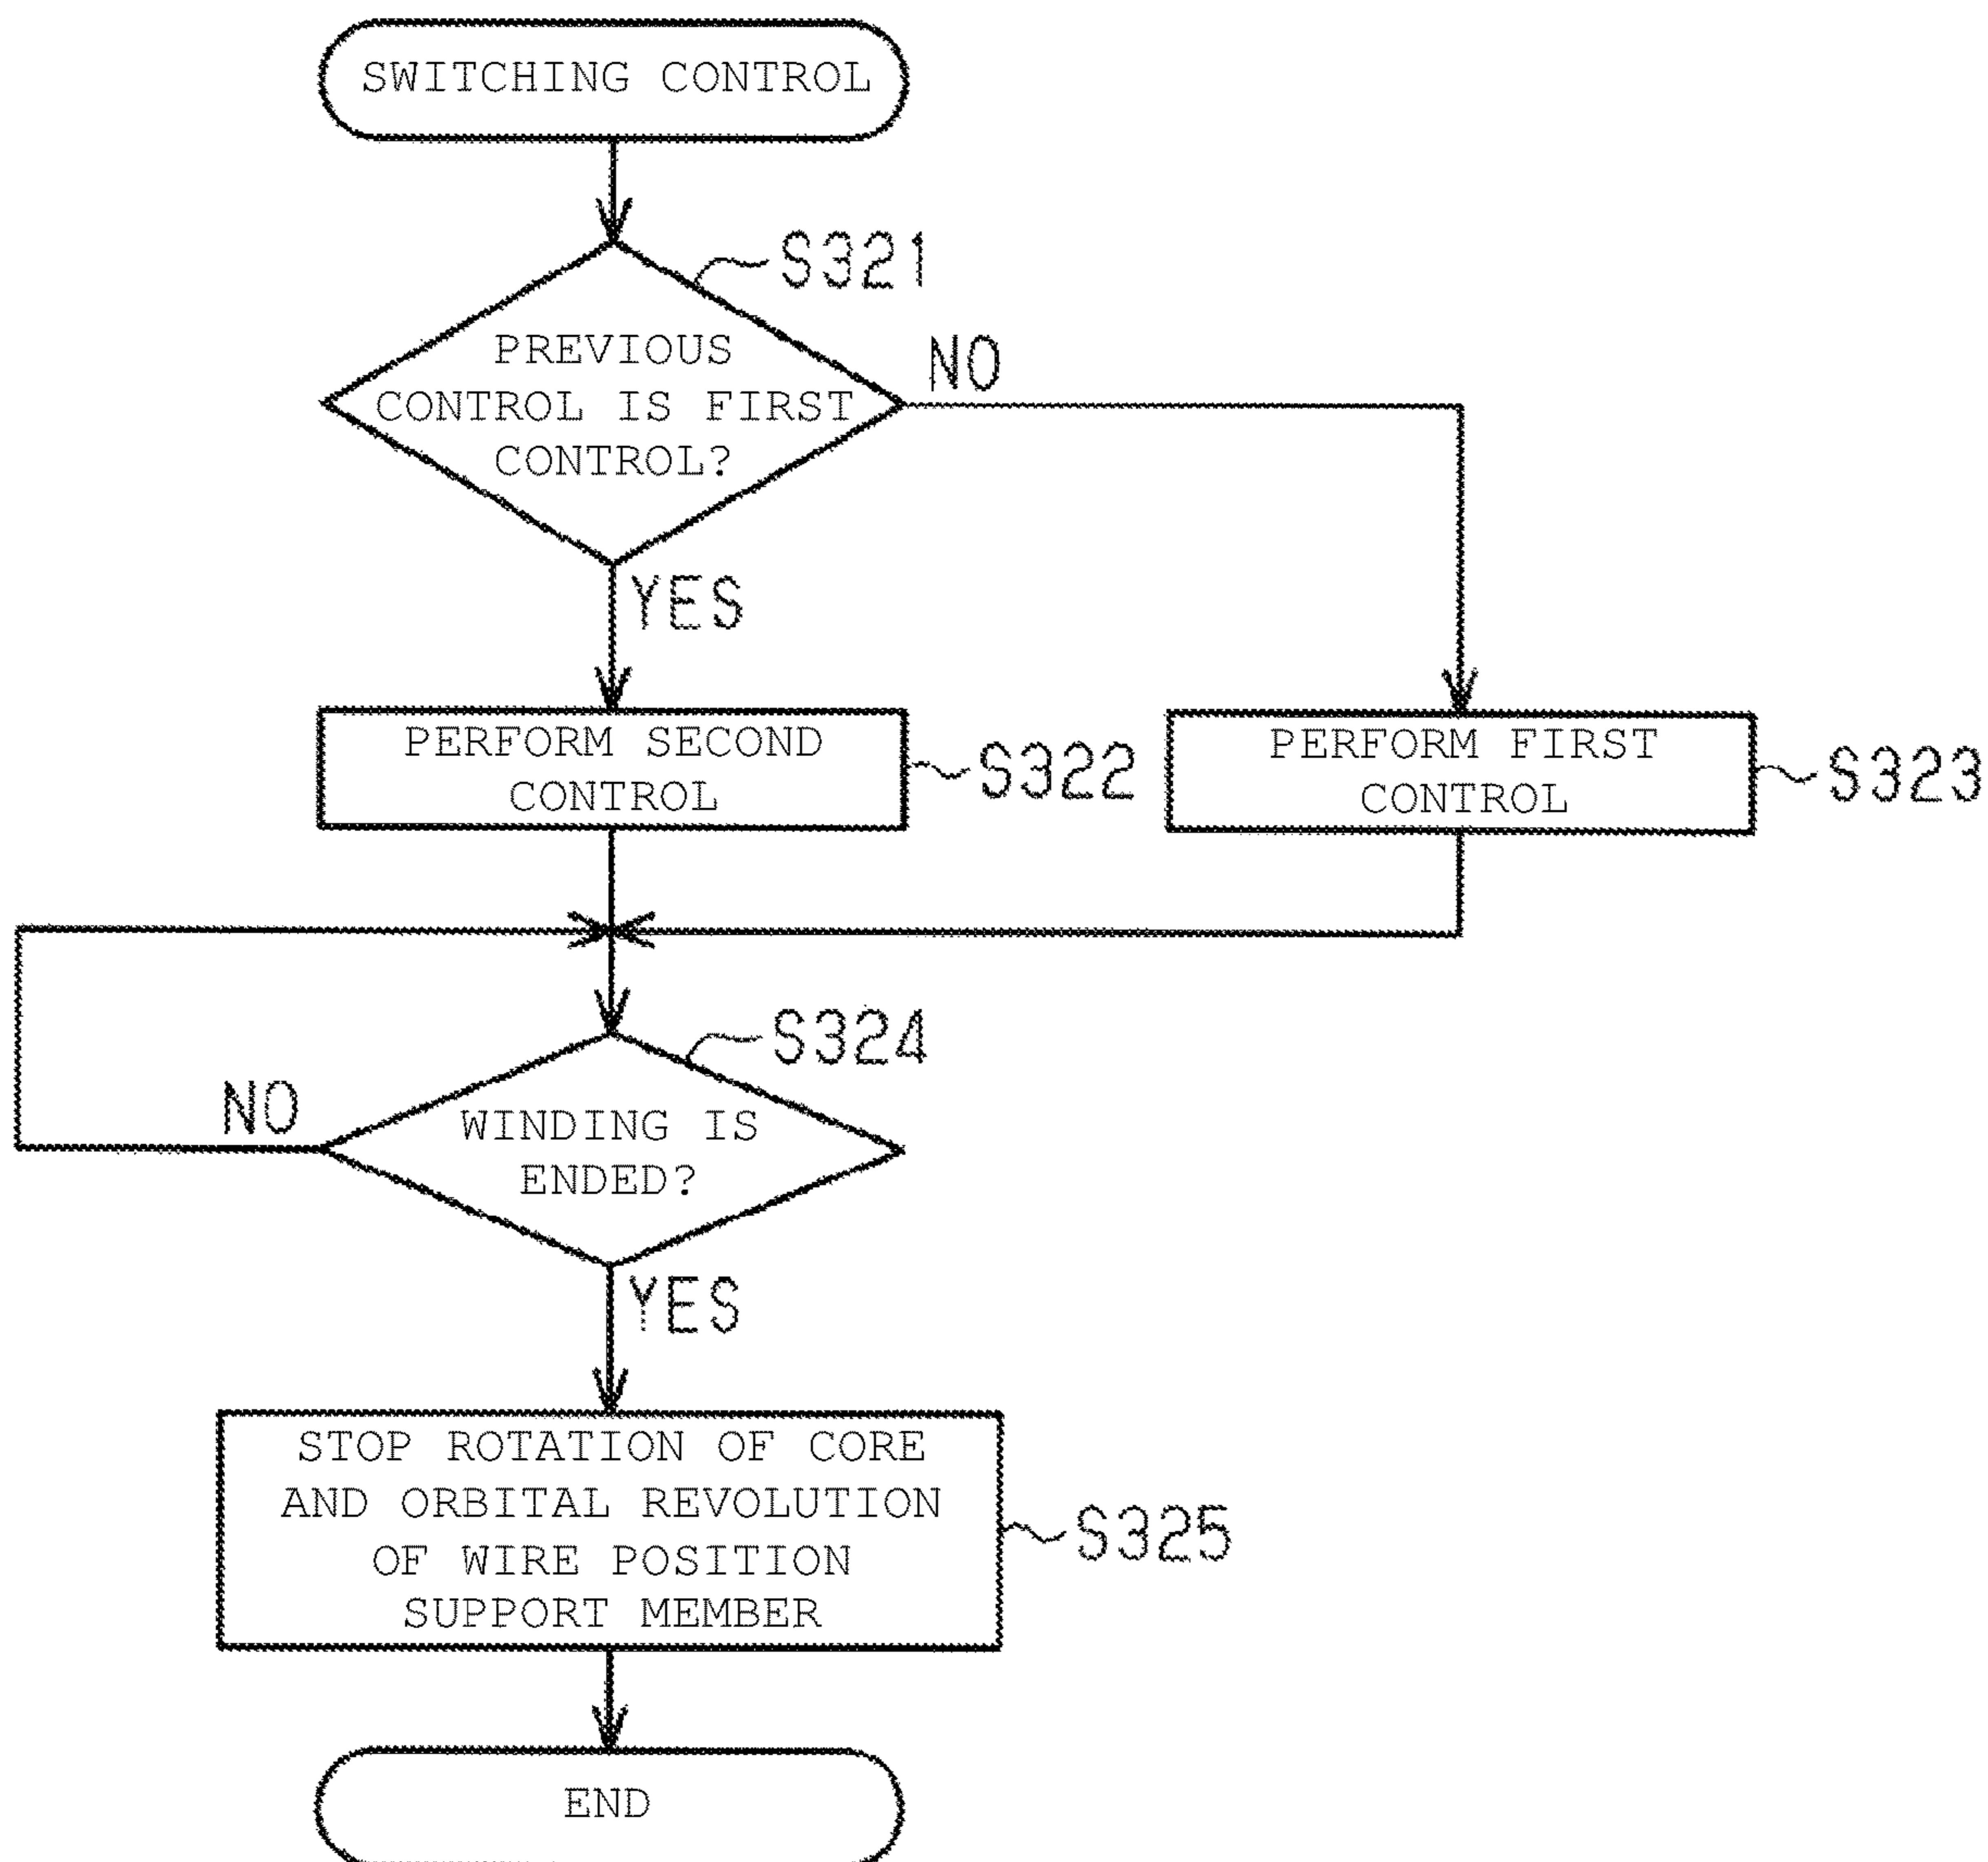 SWITCHING CONTROL
S321
PREVIOUS
CONTROL IS FIRST
CONTROL?
NO
YES
PERFORM SECOND
CONTROL
S322
PERFORM FIRST
CONTROL
S323
S324
WINDING IS
ENDED?
NO
YES
STOP ROTATION OF CORE
AND ORBITAL REVOLUTION
OF WIRE POSITION
SUPPORT MEMBER
S325
END